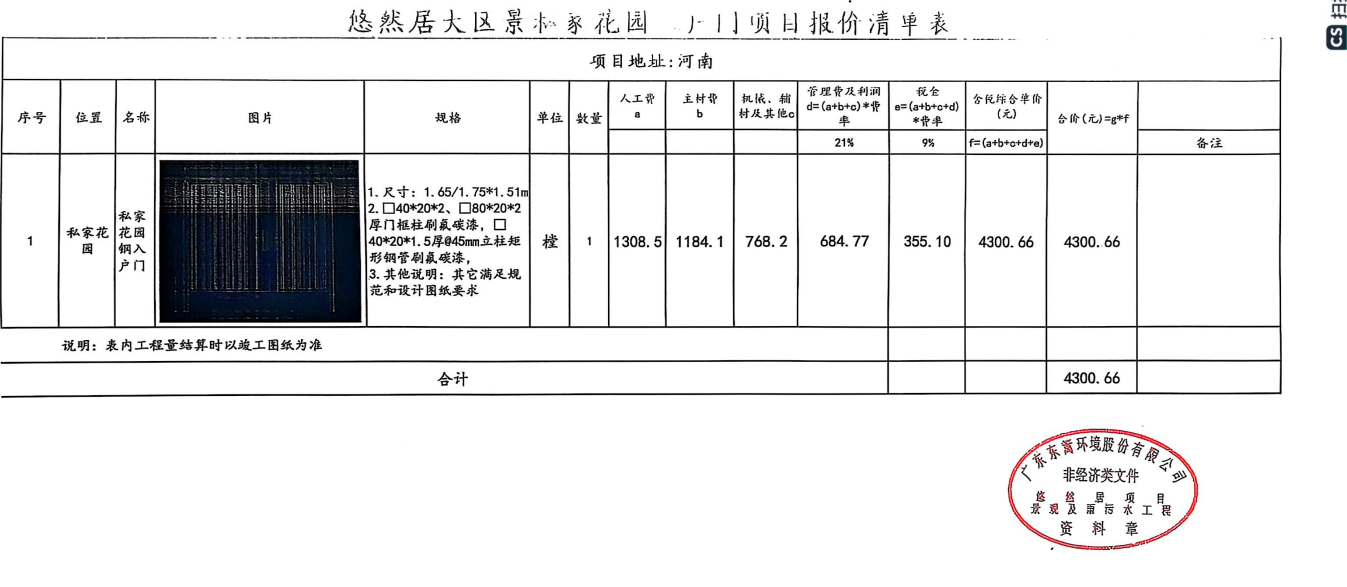 悠然居大区景 私家花园 户门项目报价清单表
项目地址:河南
序号 位置 名称 图片 规格 单位 数量 人工费 a 主材费 b 机械、辅材及其他c 管理费及利润 d=(a+b+c)*费率 税金 e=(a+b+c+d)*费率 含税综合单价(元) 合价(元)=g*f
21% 9% f=(a+b+c+d+e) 备注
1 私家花园 私家花园钢入户门
1.尺寸: 1.65/1.75*1.51m
2.□40*20*2、□80*20*2
厚门框柱刷氟碳漆, □
40*20*1.5厚@45mm立柱矩
形钢管刷氟碳漆,
3.其他说明: 其它满足规
范和设计图纸要求
樘 1 1308.5 1184.1 768.2 684.77 355.10 4300.66 4300.66
说明: 表内工程量结算时以竣工图纸为准
合计 4300.66
广东东篱环境股份有限公司
非经济类文件
悠然居项目
景观及雨污水工程
资料章
CS 扫